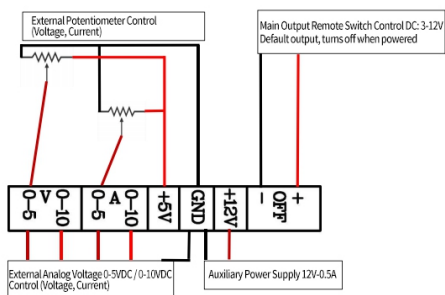 External Potentiometer Control
(Voltage, Current)
Main Output Remote Switch Control DC: 3-12V
Default output, turns off when powered
0-5
V
0-10
0-5
A
0-10
+5V
GND
+12V
-
OFF
+
External Analog Voltage 0-5VDC / 0-10VDC
Control (Voltage, Current)
Auxiliary Power Supply 12V-0.5A